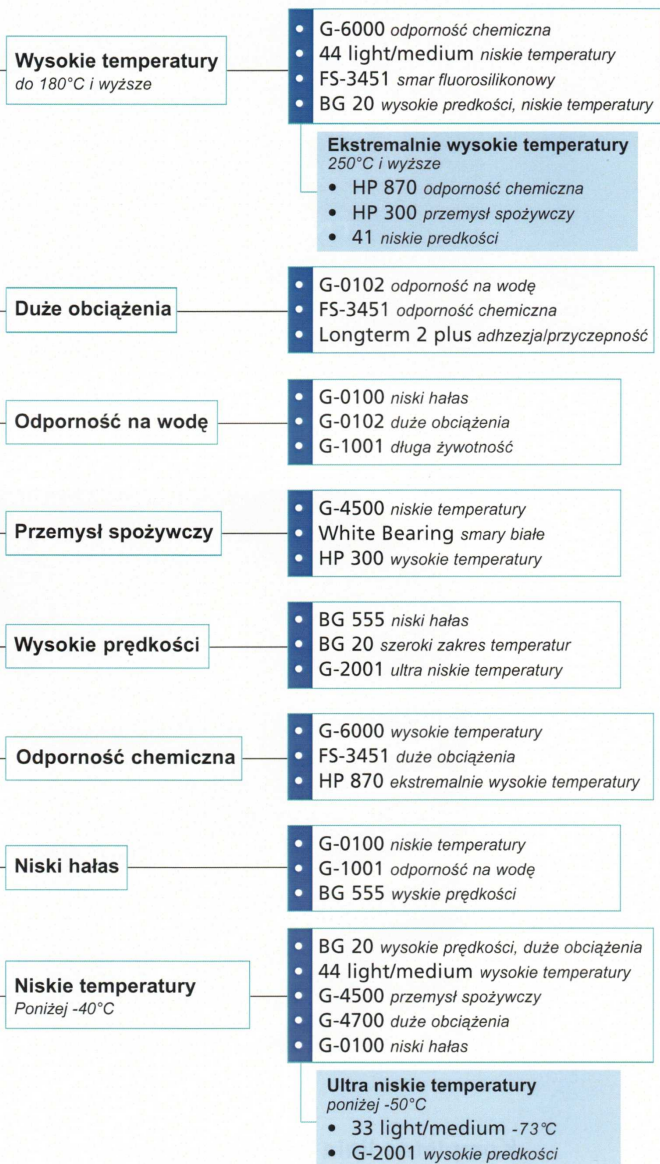 Wysokie temperatury
do 180°C i wyższe
• G-6000 odporność chemiczna
• 44 light/medium niskie temperatury
• FS-3451 smar fluorosilikonowy
• BG 20 wysokie predkości, niskie temperatury
Ekstremalnie wysokie temperatury
250°C i wyższe
• HP 870 odporność chemiczna
• HP 300 przemysł spożywczy
• 41 niskie predkości
Duże obciążenia
• G-0102 odporność na wodę
• FS-3451 odporność chemiczna
• Longterm 2 plus adhzezja/przyczepność
Odporność na wodę
• G-0100 niski hałas
• G-0102 duże obciążenia
• G-1001 długa żywotność
Przemysł spożywczy
• G-4500 niskie temperatury
• White Bearing smary białe
• HP 300 wysokie temperatury
Wysokie prędkości
• BG 555 niski hałas
• BG 20 szeroki zakres temperatur
• G-2001 ultra niskie temperatury
Odporność chemiczna
• G-6000 wysokie temperatury
• FS-3451 duże obciążenia
• HP 870 ekstremalnie wysokie temperatury
Niski hałas
• G-0100 niskie temperatury
• G-1001 odporność na wodę
• BG 555 wyskie prędkości
Niskie temperatury
Poniżej -40°C
• BG 20 wysokie prędkości, duże obciążenia
• 44 light/medium wysokie temperatury
• G-4500 przemysł spożywczy
• G-4700 duże obciążenia
• G-0100 niski hałas
Ultra niskie temperatury
poniżej -50°C
• 33 light/medium -73°C
• G-2001 wysokie predkości